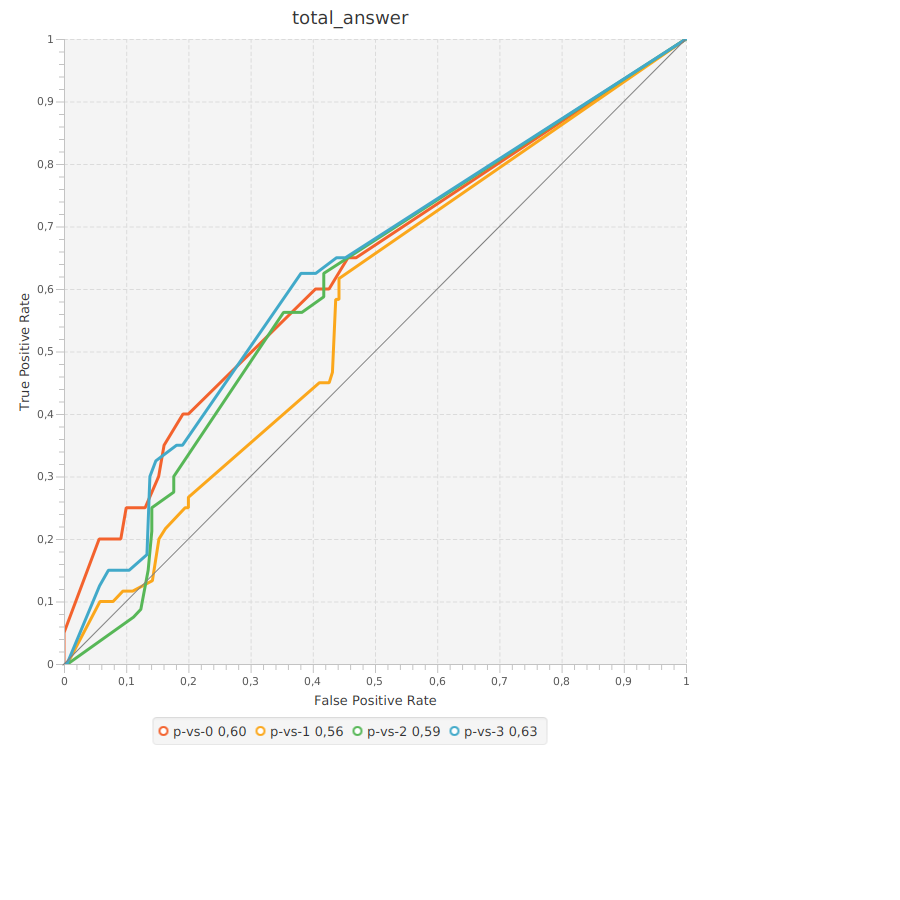 total_answer
1
0,9
0,8
0,7
0,6
0,5
0,4
0,3
0,2
0,1
0
True Positive Rate
0 0,1 0,2 0,3 0,4 0,5 0,6 0,7 0,8 0,9 1
False Positive Rate
p-vs-0 0,60 p-vs-1 0,56 p-vs-2 0,59 p-vs-3 0,63